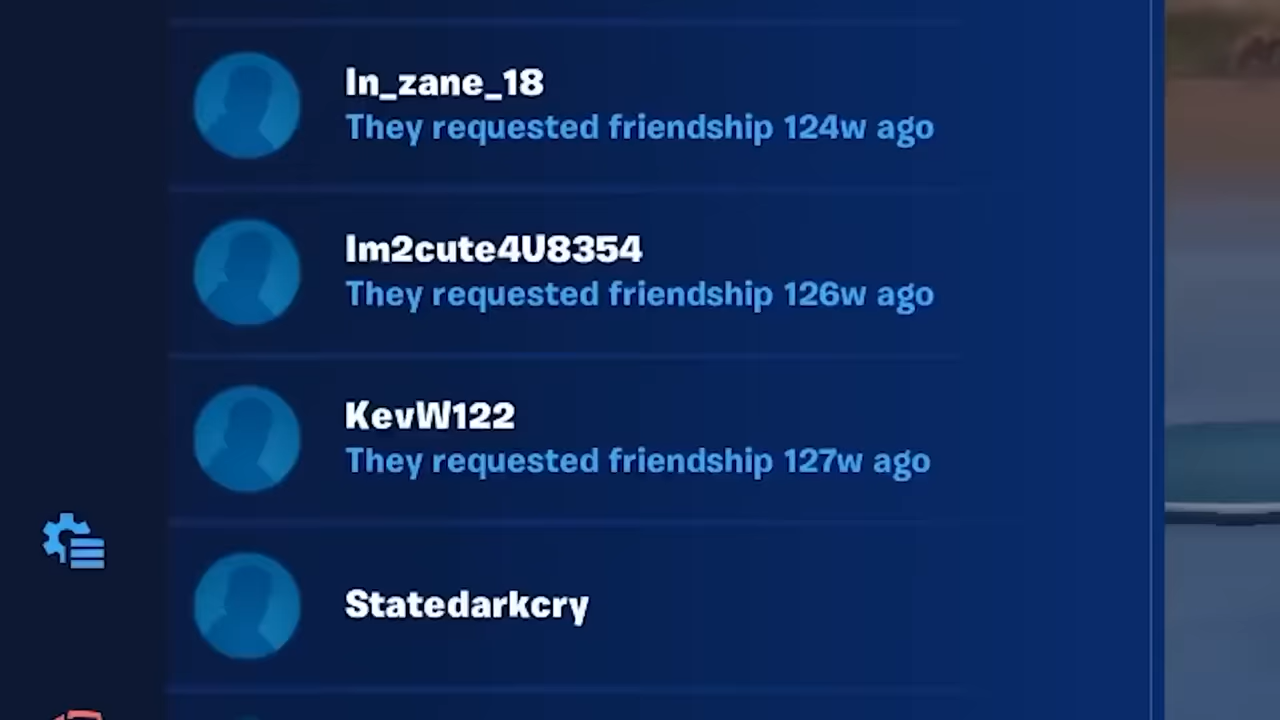 In_zane_18
They requested friendship 124w ago
Im2cute4U8354
They requested friendship 126w ago
KevW122
They requested friendship 127w ago
Statedarkcry